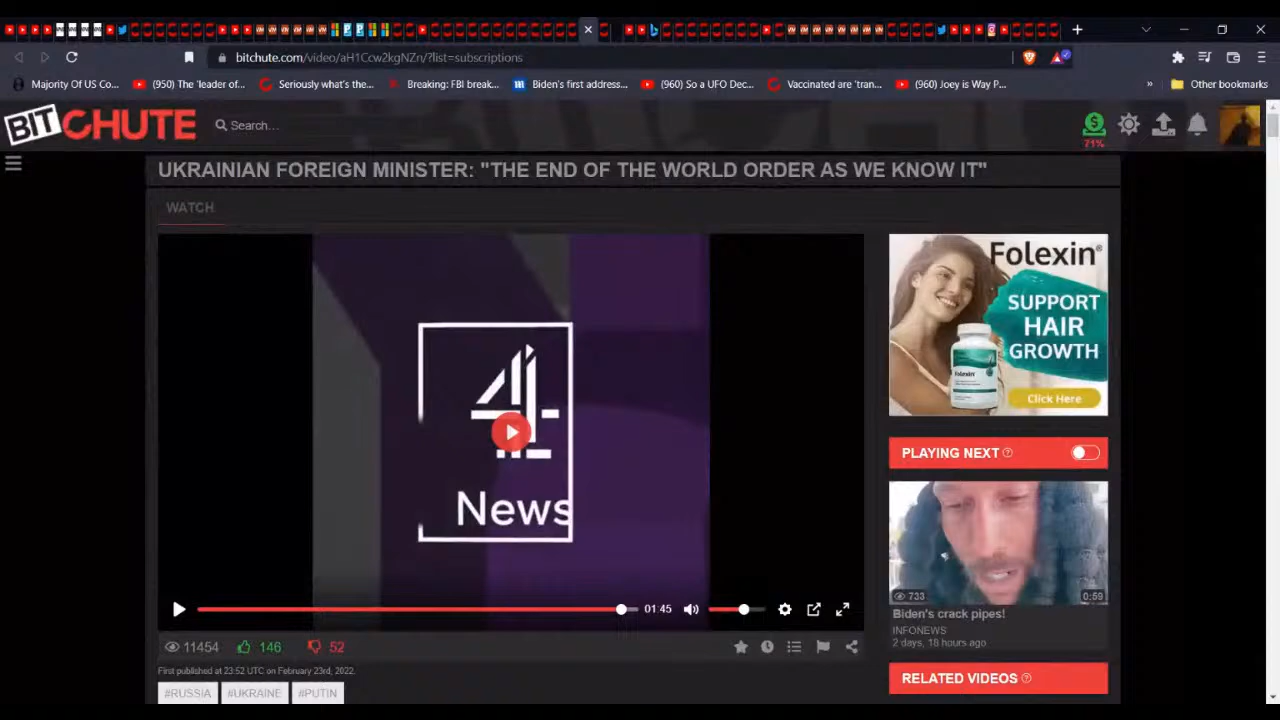 bitchute.com/video/aH1Ccw2kgNZn/?list=subscriptions
Majority Of US Co...
(950) The 'leader of...
Seriously what's the...
Breaking: FBI break...
Biden's first address...
(960) So a UFO Dec...
Vaccinated are 'tran...
(960) Joey is Way P...
»
Other bookmarks
BITCHUTE
Search...
71%
UKRAINIAN FOREIGN MINISTER: "THE END OF THE WORLD ORDER AS WE KNOW IT"
WATCH
4
News
01:45
Folexin®
SUPPORT
HAIR
GROWTH
Folexin
Click Here
PLAYING NEXT
733
0:59
Biden's crack pipes!
INFONEWS
2 days, 18 hours ago
11454
146
52
First published at 23:52 UTC on February 23rd, 2022.
#RUSSIA
#UKRAINE
#PUTIN
RELATED VIDEOS